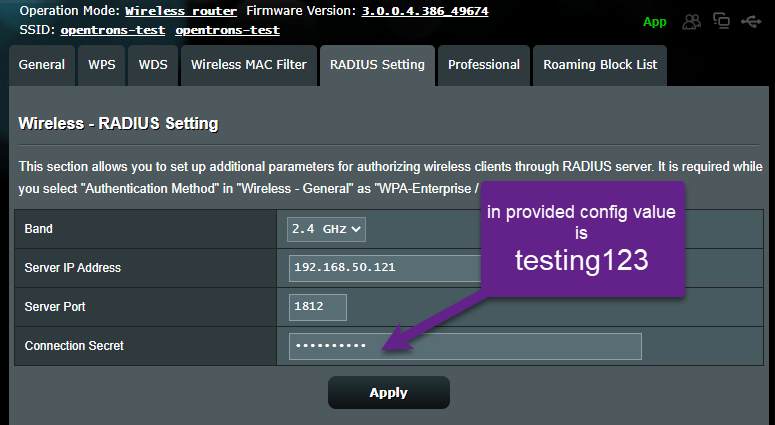 Operation Mode: Wireless router Firmware Version: 3.0.0.4.386_49674
SSID: opentrons-test opentrons-test
App
General WPS WDS Wireless MAC Filter RADIUS Setting Professional Roaming Block List
Wireless - RADIUS Setting
This section allows you to set up additional parameters for authorizing wireless clients through RADIUS server. It is required while
you select "Authentication Method" in "Wireless - General" as "WPA-Enterprise /
in provided config value
is
testing123
Band 2.4 GHz
Server IP Address 192.168.50.121
Server Port 1812
Connection Secret ••••••••••
Apply